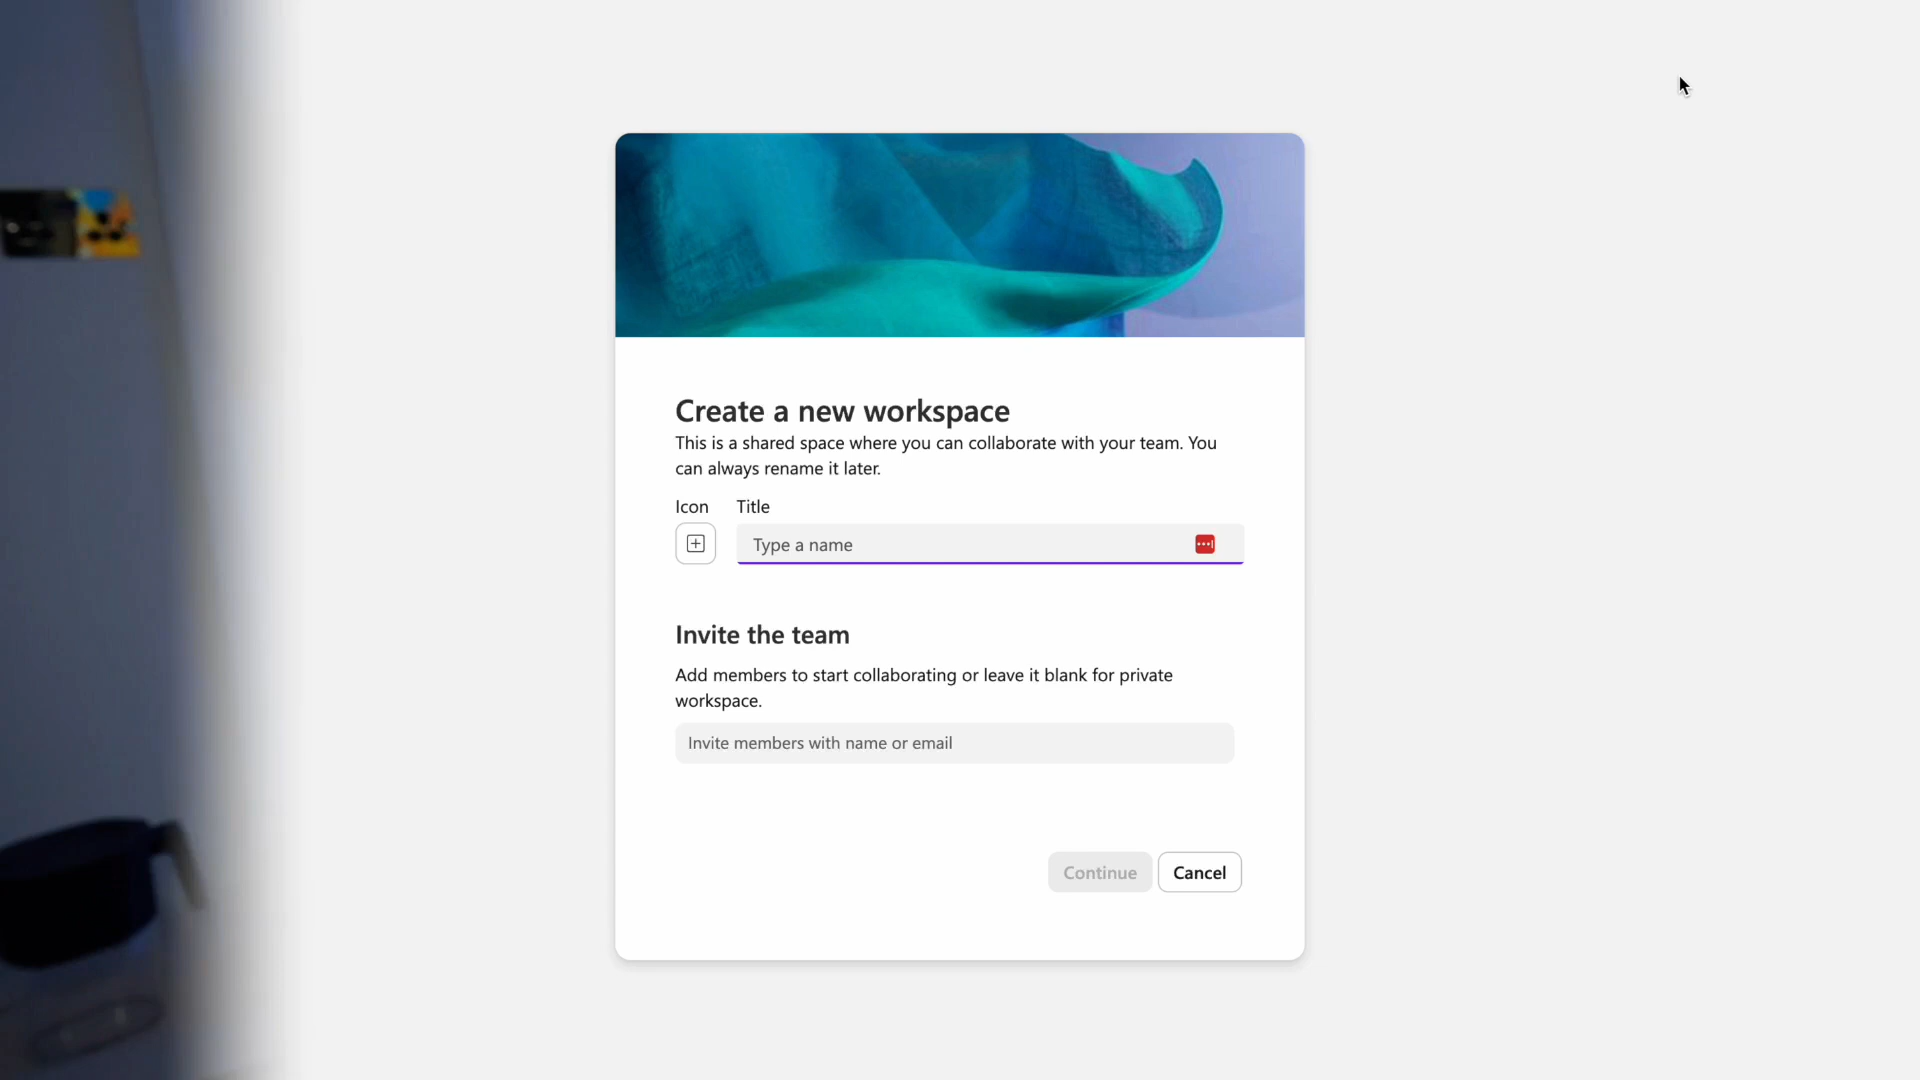 Create a new workspace
This is a shared space where you can collaborate with your team. You
can always rename it later.
Icon Title
Type a name
Invite the team
Add members to start collaborating or leave it blank for private
workspace.
Invite members with name or email
Continue Cancel